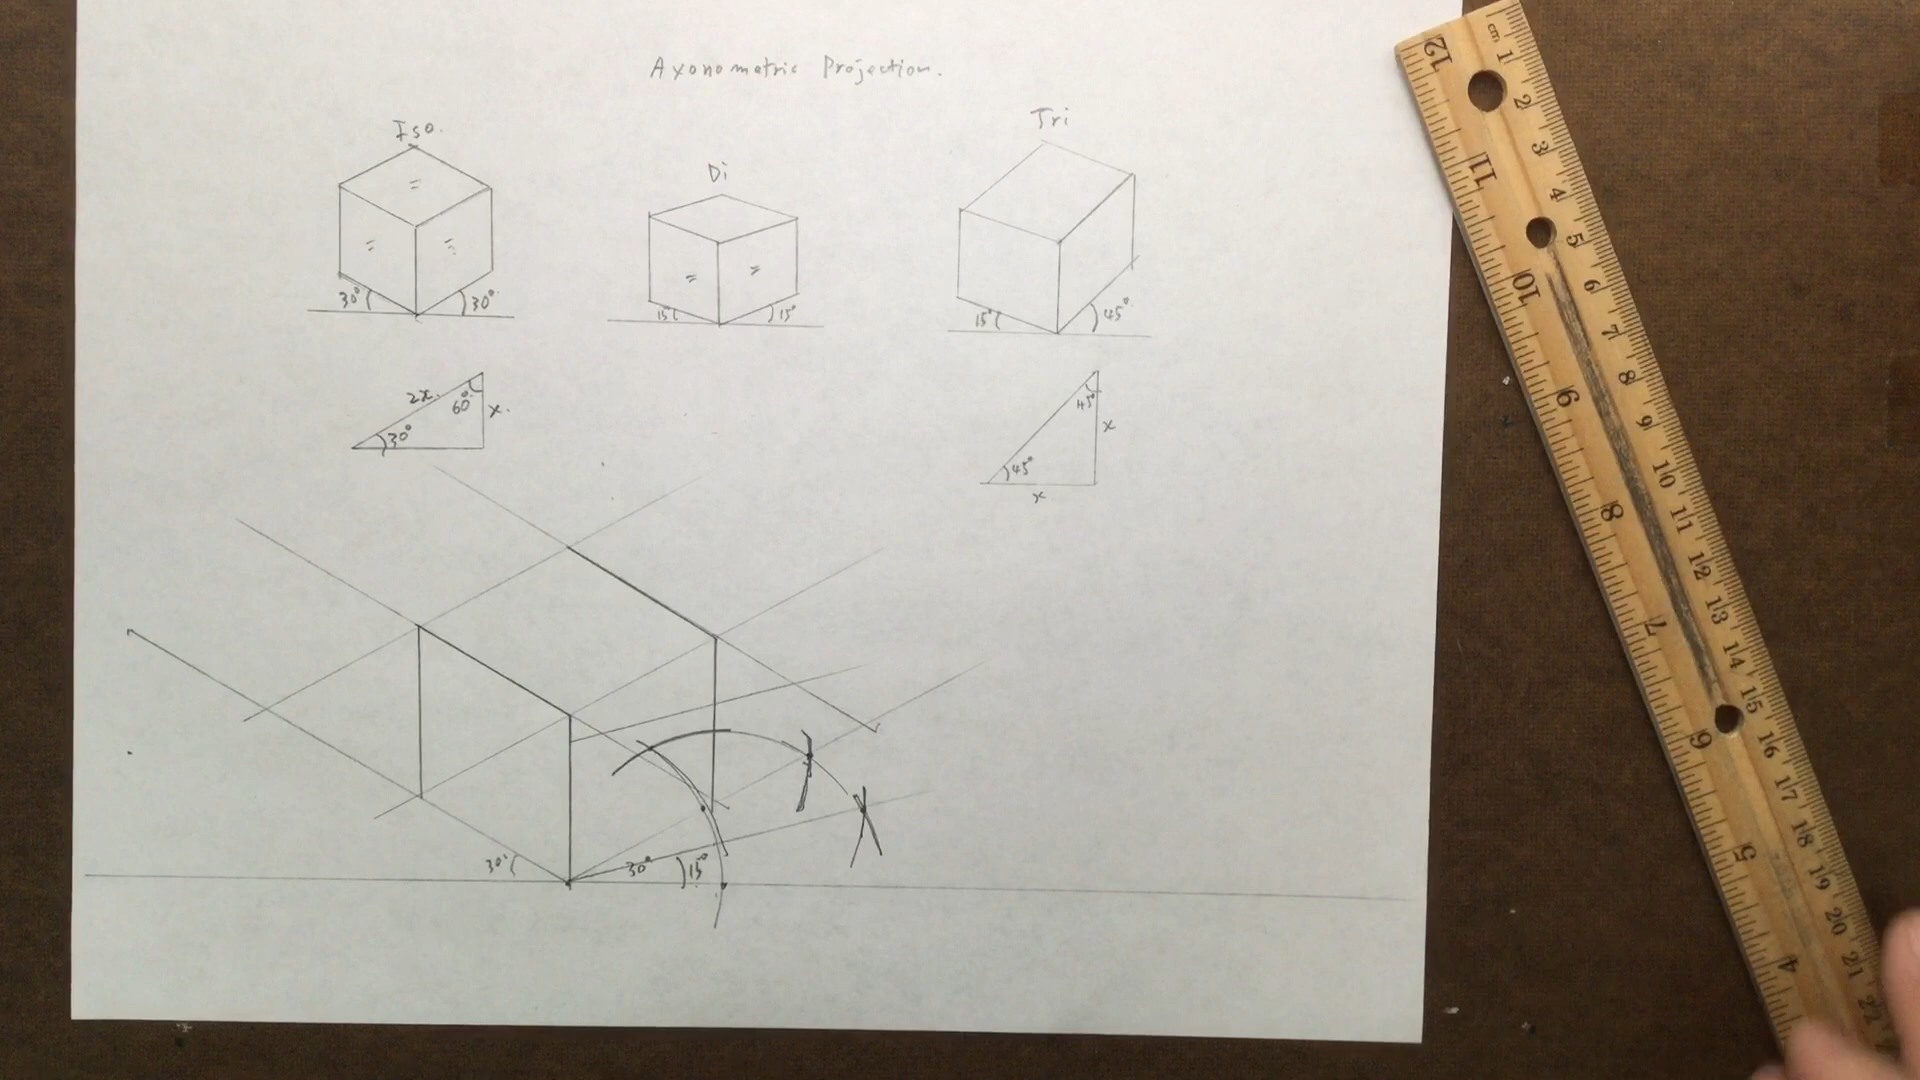 Axonometric Projection.
Iso.
Di
Tri
30°
30°
15°
15°
15°
45°
2x.
60°
x.
30°
45°
x
45°
x
30°
30°
15°
12
11
10
9
8
7
6
5
4
cm 1 2 3 4 5 6 7 8 9 10 11 12 13 14 15 16 17 18 19 20 21 22